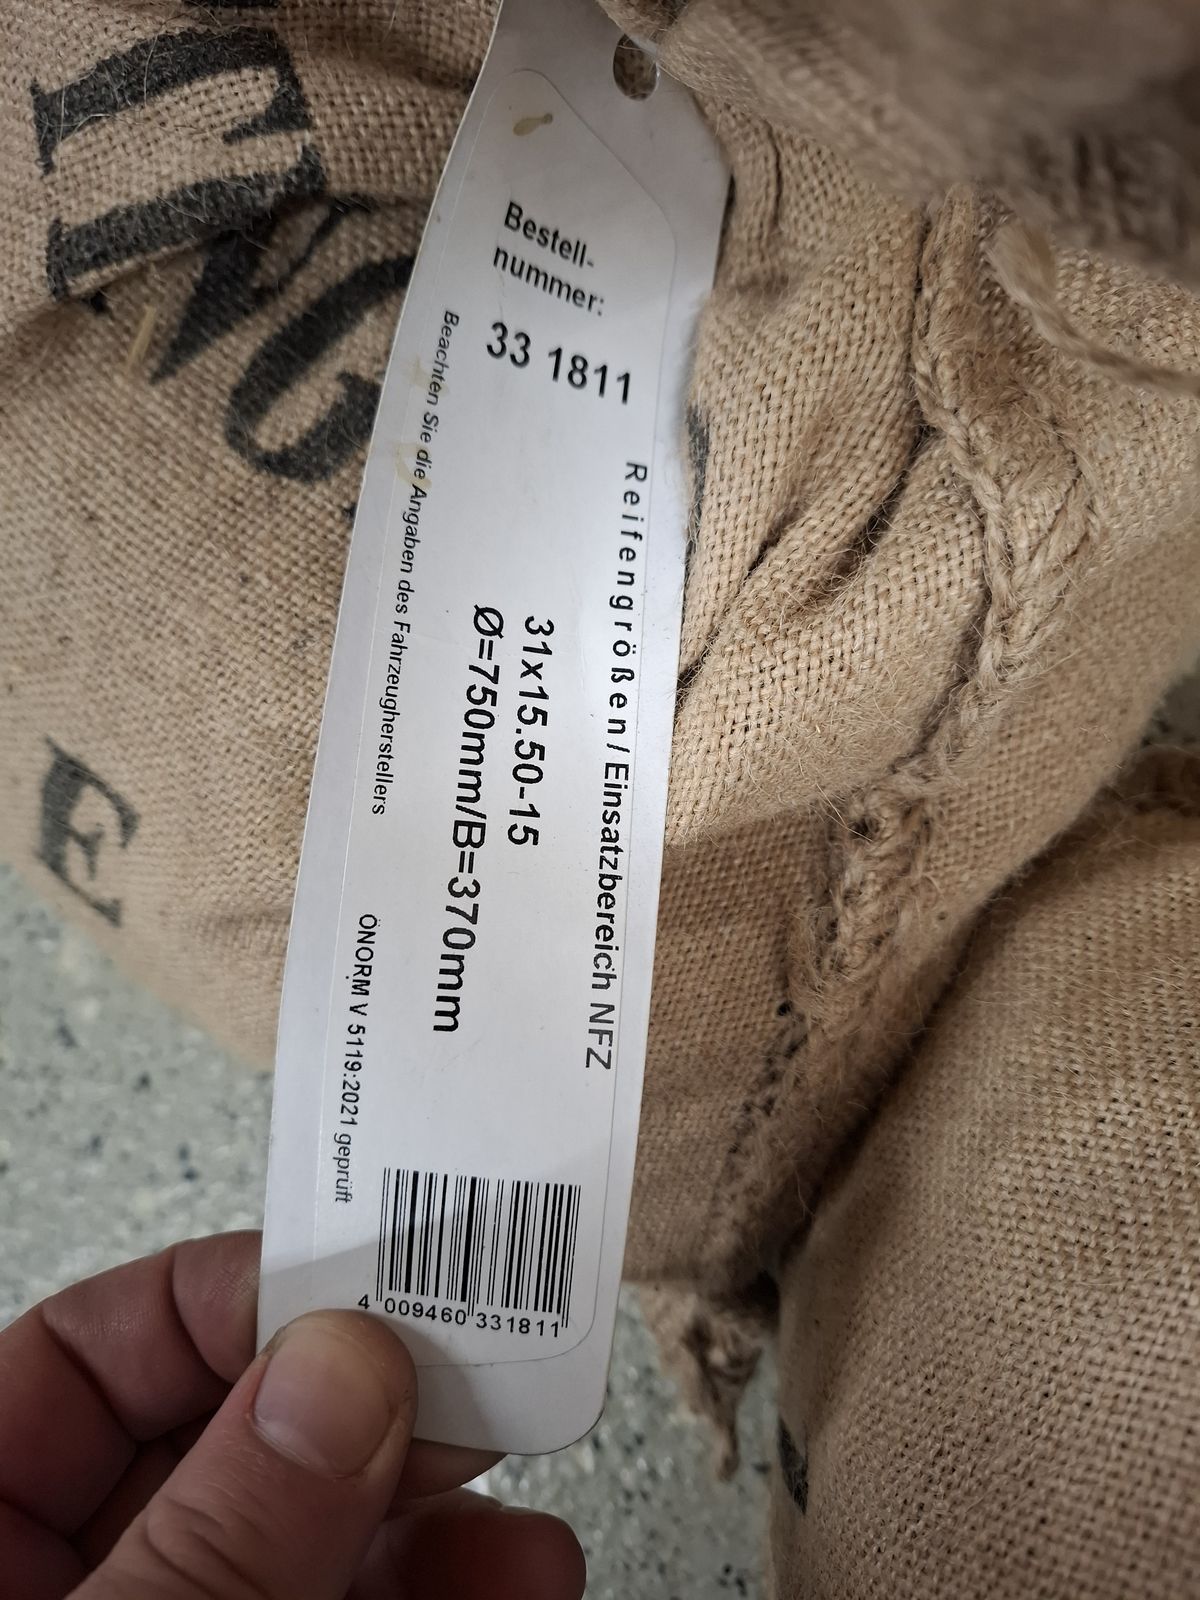 Bestell-
nummer:
33 1811
Reifengrößen/Einsatzbereich NFZ
31x15.50-15
Ø=750mm/B=370mm
Beachten Sie die Angaben des Fahrzeugherstellers
ÖNORM V 5119:2021 geprüft
4 009460 331811